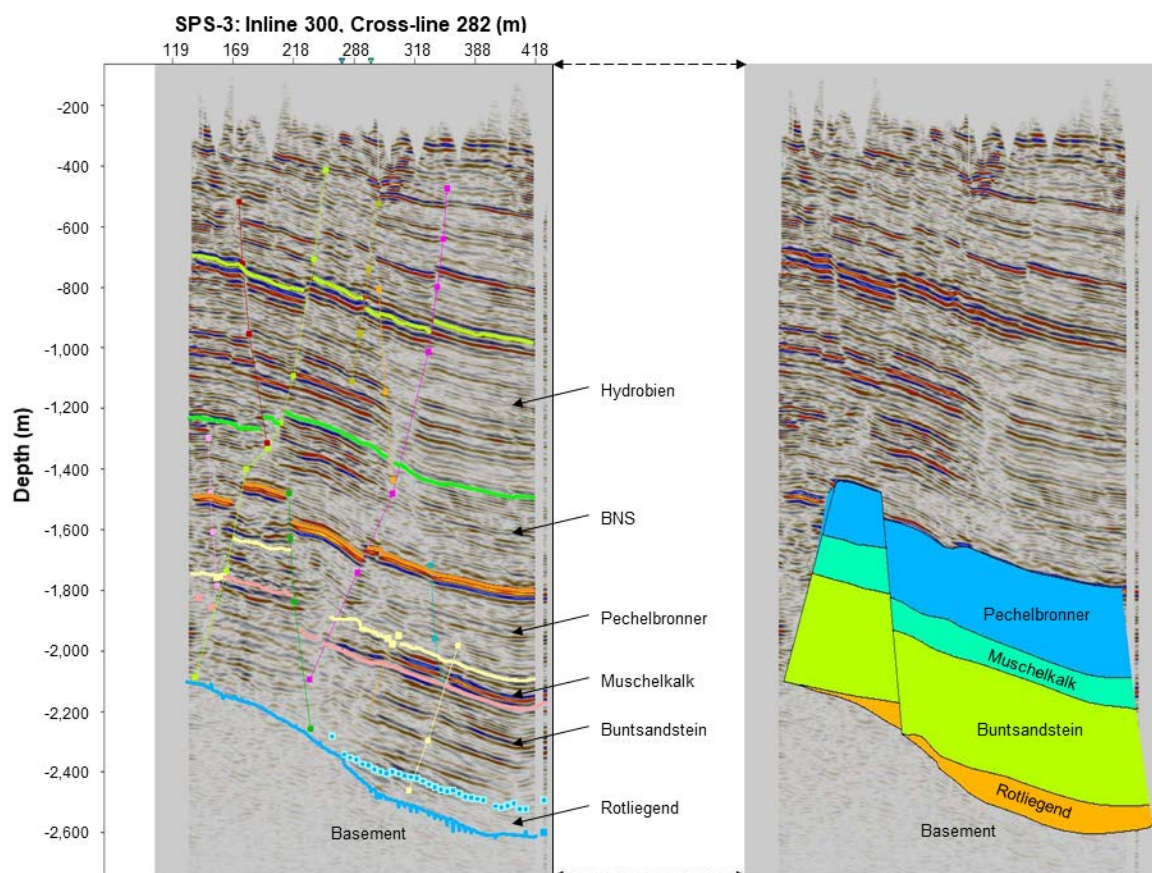 SPS-3: Inline 300, Cross-line 282 (m)
119 169 218 288 318 388 418
Depth (m)
-200
-400
-600
-800
-1,000
-1,200
-1,400
-1,600
-1,800
-2,000
-2,200
-2,400
-2,600
Hydrobien
BNS
Pechelbronner
Muschelkalk
Buntsandstein
Rotliegend
Basement
Pechelbronner
Muschelkalk
Buntsandstein
Rotliegend
Basement